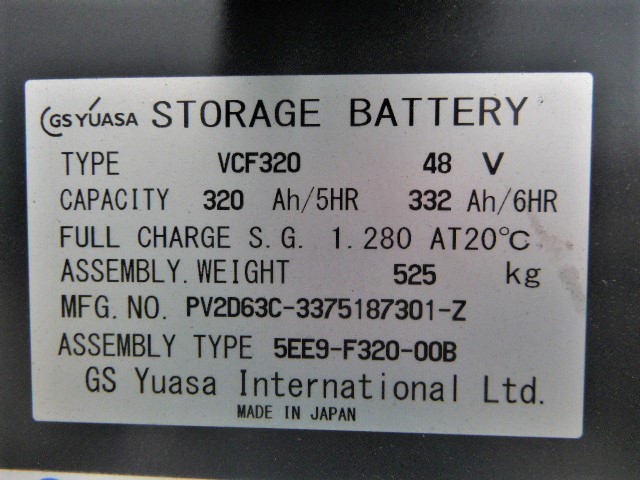 GS YUASA STORAGE BATTERY
TYPE VCF320 48 V
CAPACITY 320 Ah/5HR 332 Ah/6HR
FULL CHARGE S.G. 1.280 AT20℃
ASSEMBLY.WEIGHT 525 kg
MFG.NO. PV2D63C-3375187301-Z
ASSEMBLY TYPE 5EE9-F320-00B
GS Yuasa International Ltd.
MADE IN JAPAN